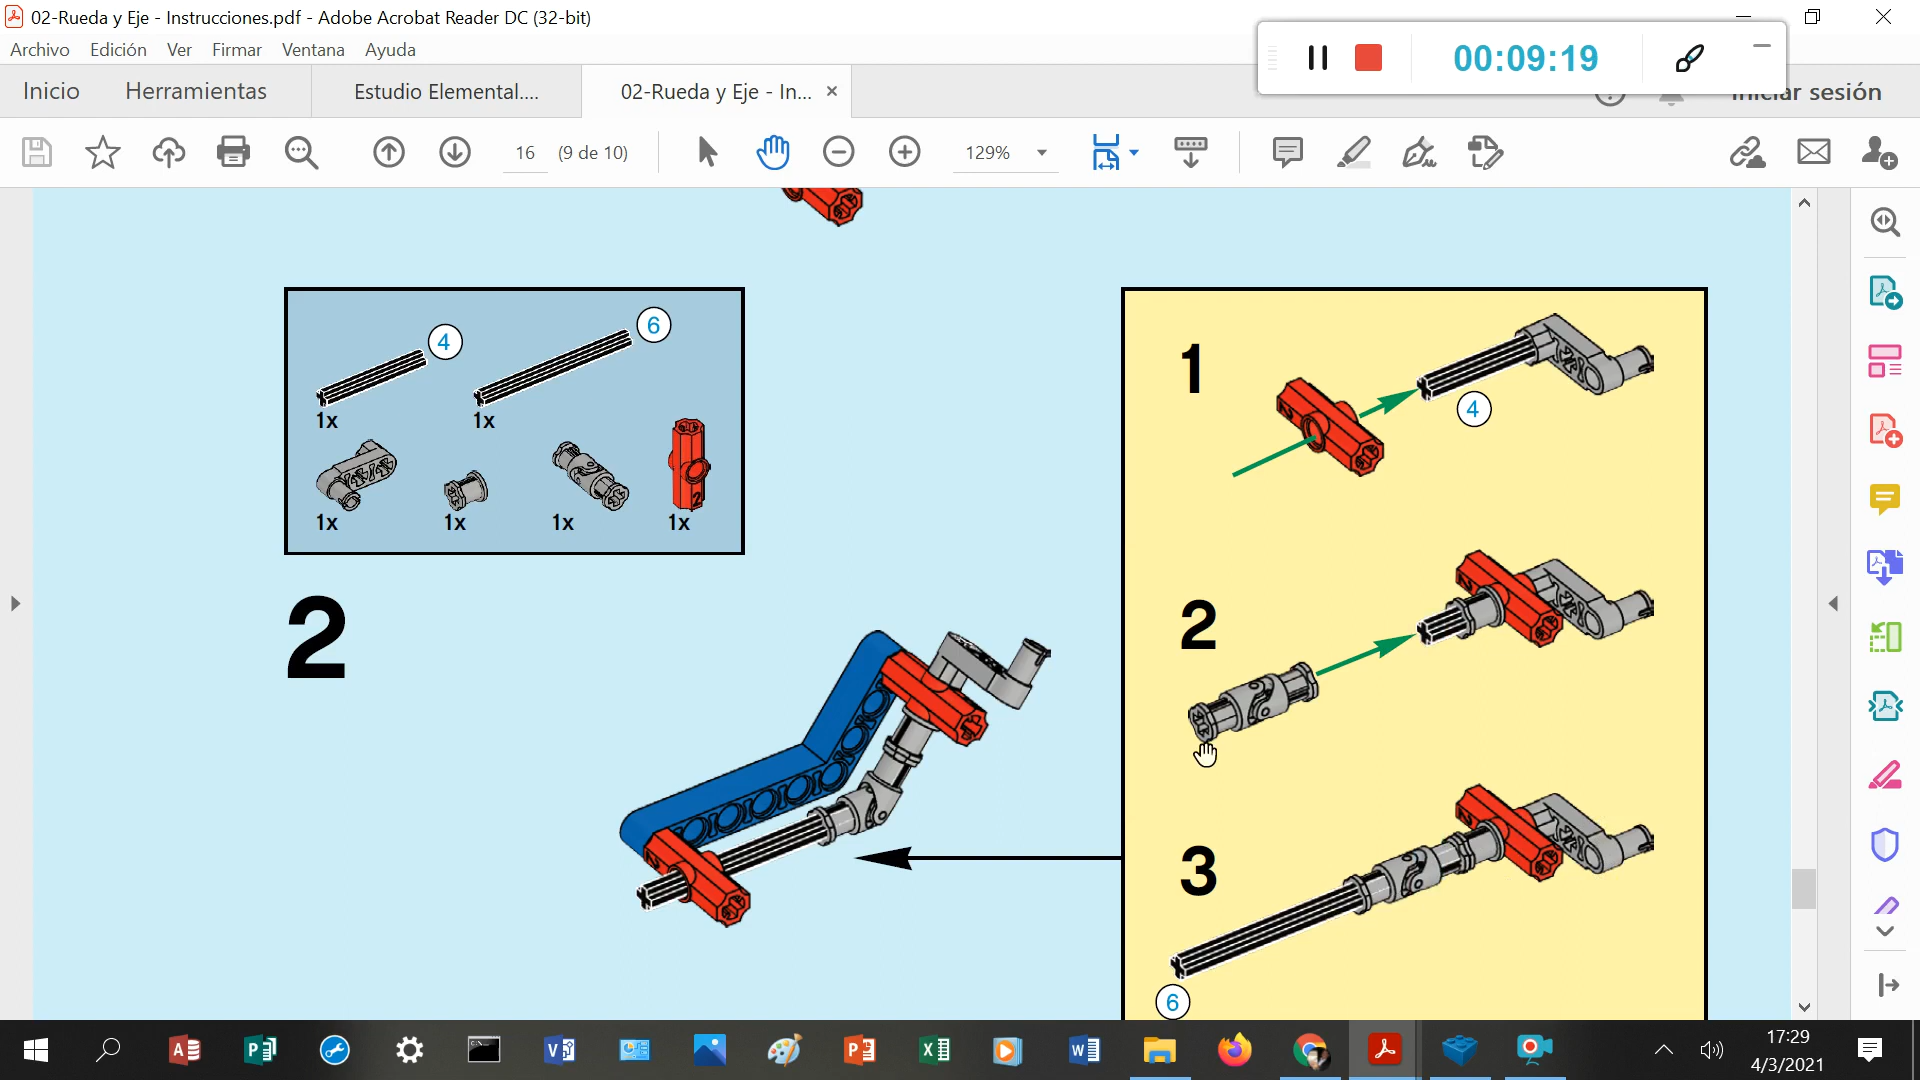 02-Rueda y Eje - Instrucciones.pdf - Adobe Acrobat Reader DC (32-bit)
Archivo Edición Ver Firmar Ventana Ayuda
00:09:19
Inicio Herramientas Estudio Elemental.... 02-Rueda y Eje - In... × Iniciar sesión
16 (9 de 10) 129%
4
6
1x 1x
1x 1x 1x 1x
2
1
4
2
3
6
17:29
4/3/2021